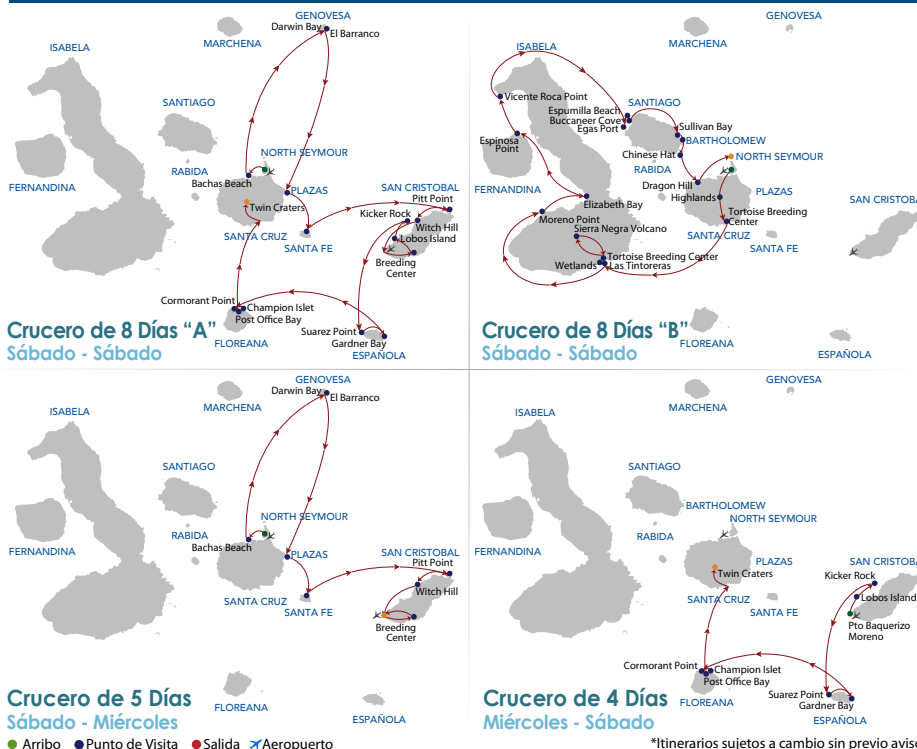 GENOVESA
Darwin Bay
El Barranco
MARCHENA
ISABELA
SANTIAGO
NORTH SEYMOUR
RABIDA
Bachas Beach
FERNANDINA
PLAZAS
SAN CRISTOBAL
Pitt Point
Kicker Rock
Twin Craters
Witch Hill
Lobos Island
SANTA CRUZ
SANTA FE
Breeding
Center
Cormorant Point
Champion Islet
Post Office Bay
Suarez Point
Gardner Bay
FLOREANA
ESPAÑOLA
Crucero de 8 Días “A”
Sábado - Sábado
GENOVESA
MARCHENA
ISABELA
Vicente Roca Point
Espumilla Beach
SANTIAGO
Buccaneer Cove
Egas Port
Sullivan Bay
Espinosa
Point
BARTHOLOMEW
Chinese Hat
NORTH SEYMOUR
RABIDA
FERNANDINA
Dragon Hill
PLAZAS
Highlands
Elizabeth Bay
SAN CRISTOBA
Moreno Point
Tortoise Breeding
Center
Sierra Negra Volcano
SANTA CRUZ
SANTA FE
Tortoise Breeding Center
Wetlands
Las Tintoreras
FLOREANA
ESPAÑOLA
Crucero de 8 Días “B”
Sábado - Sábado
GENOVESA
Darwin Bay
El Barranco
MARCHENA
ISABELA
SANTIAGO
NORTH SEYMOUR
RABIDA
Bachas Beach
FERNANDINA
PLAZAS
SAN CRISTOBAL
Pitt Point
Witch Hill
SANTA CRUZ
SANTA FE
Breeding
Center
FLOREANA
ESPAÑOLA
Crucero de 5 Días
Sábado - Miércoles
GENOVESA
MARCHENA
ISABELA
SANTIAGO
BARTHOLOMEW
NORTH SEYMOUR
RABIDA
FERNANDINA
PLAZAS
SAN CRISTOBA
Twin Craters
Kicker Rock
Lobos Island
SANTA CRUZ
SANTA FE
Pto Baquerizo
Moreno
Cormorant Point
Champion Islet
Post Office Bay
Suarez Point
Gardner Bay
FLOREANA
ESPAÑOLA
Crucero de 4 Días
Miércoles - Sábado
Arribo Punto de Visita Salida Aeropuerto
*Itinerarios sujetos a cambio sin previo aviso